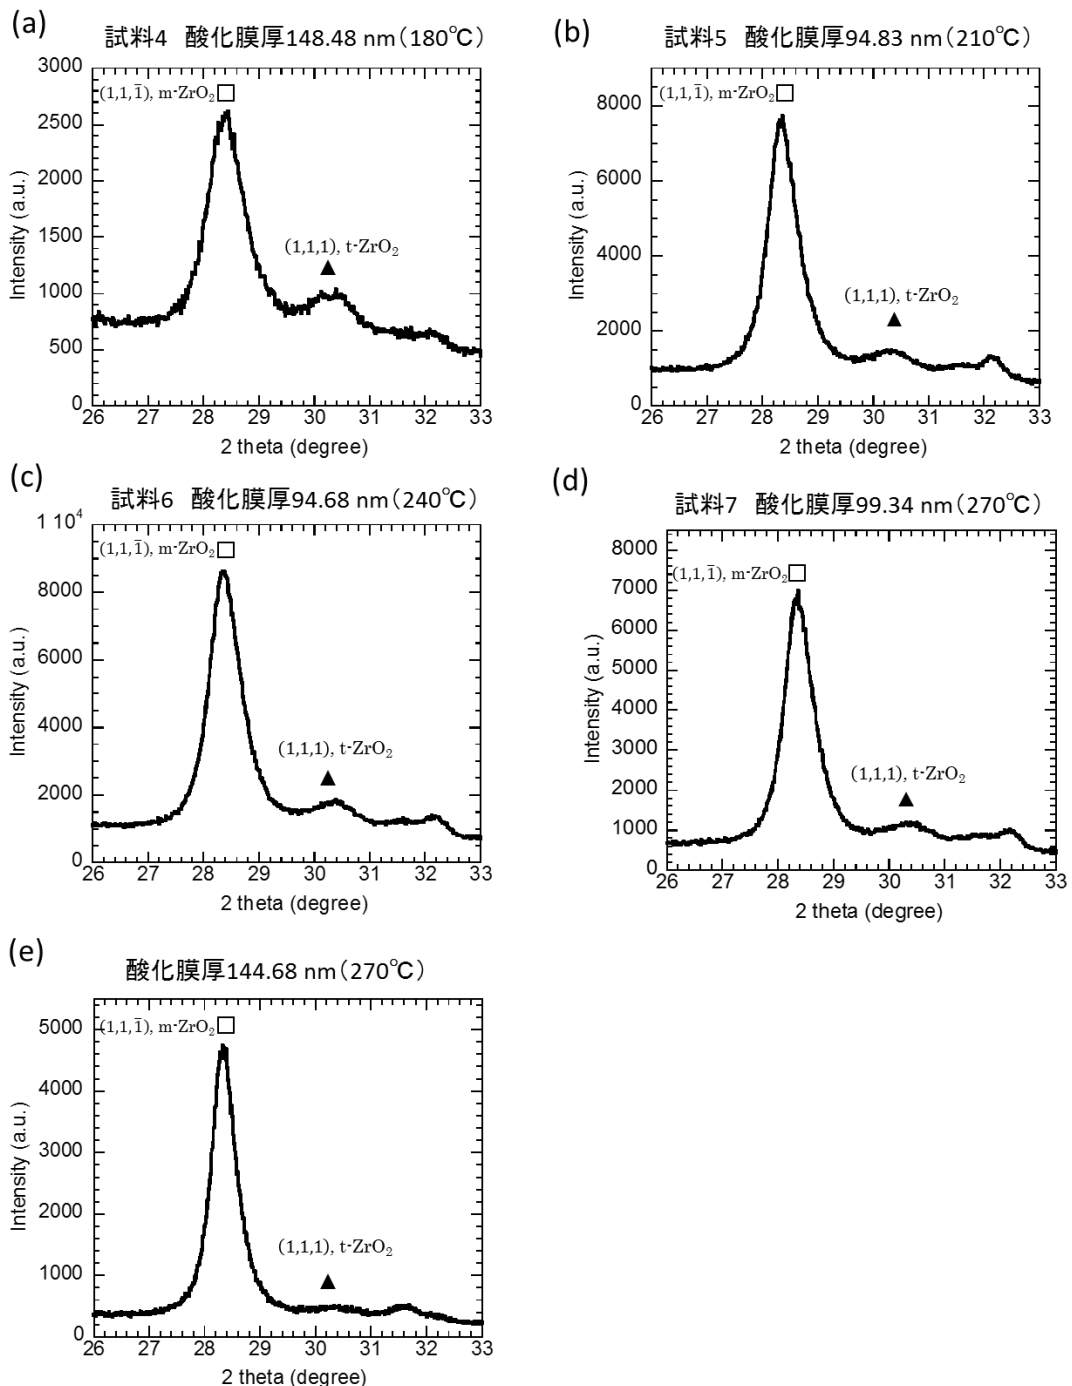 (a)
試料4 酸化膜厚148.48 nm(180℃)
3000
2500
2000
1500
1000
500
0
(1,1,1̅), m-ZrO₂ □
(1,1,1), t-ZrO₂
▲
26 27 28 29 30 31 32 33
2 theta (degree)
Intensity (a.u.)
(b)
試料5 酸化膜厚94.83 nm(210℃)
8000
6000
4000
2000
0
(1,1,1̅), m-ZrO₂ □
(1,1,1), t-ZrO₂
▲
26 27 28 29 30 31 32 33
2 theta (degree)
Intensity (a.u.)
(c)
試料6 酸化膜厚94.68 nm(240℃)
1 10⁴
8000
6000
4000
2000
0
(1,1,1̅), m-ZrO₂ □
(1,1,1), t-ZrO₂
▲
26 27 28 29 30 31 32 33
2 theta (degree)
Intensity (a.u.)
(d)
試料7 酸化膜厚99.34 nm(270℃)
8000
7000
6000
5000
4000
3000
2000
1000
0
(1,1,1̅), m-ZrO₂ □
(1,1,1), t-ZrO₂
▲
26 27 28 29 30 31 32 33
2 theta (degree)
Intensity (a.u.)
(e)
酸化膜厚144.68 nm(270℃)
5000
4000
3000
2000
1000
0
(1,1,1̅), m-ZrO₂ □
(1,1,1), t-ZrO₂
▲
26 27 28 29 30 31 32 33
2 theta (degree)
Intensity (a.u.)